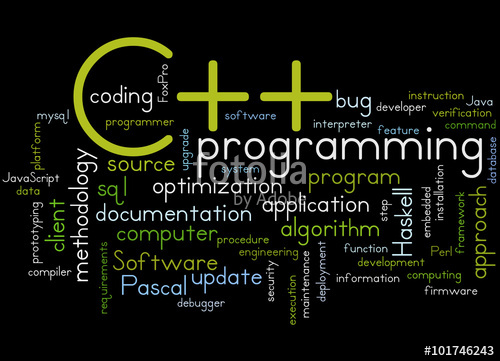 C++
coding
FoxPro
bug
instruction
Java
developer
verification
mysql
programmer
software
interpreter
feature
command
programming
platform
upgrade
JavaScript
methodology
source
system
program
database
data
sql
optimization
fotolia
by Adobe
step
Haskell
embedded
installation
approach
prototyping
client
documentation
application
computer
algorithm
framework
procedure
compiler
requirements
Software
engineering
function
Perl
development
Pascal
update
security
deployment
information
computing
debugger
execution
maintenance
firmware
#101746243